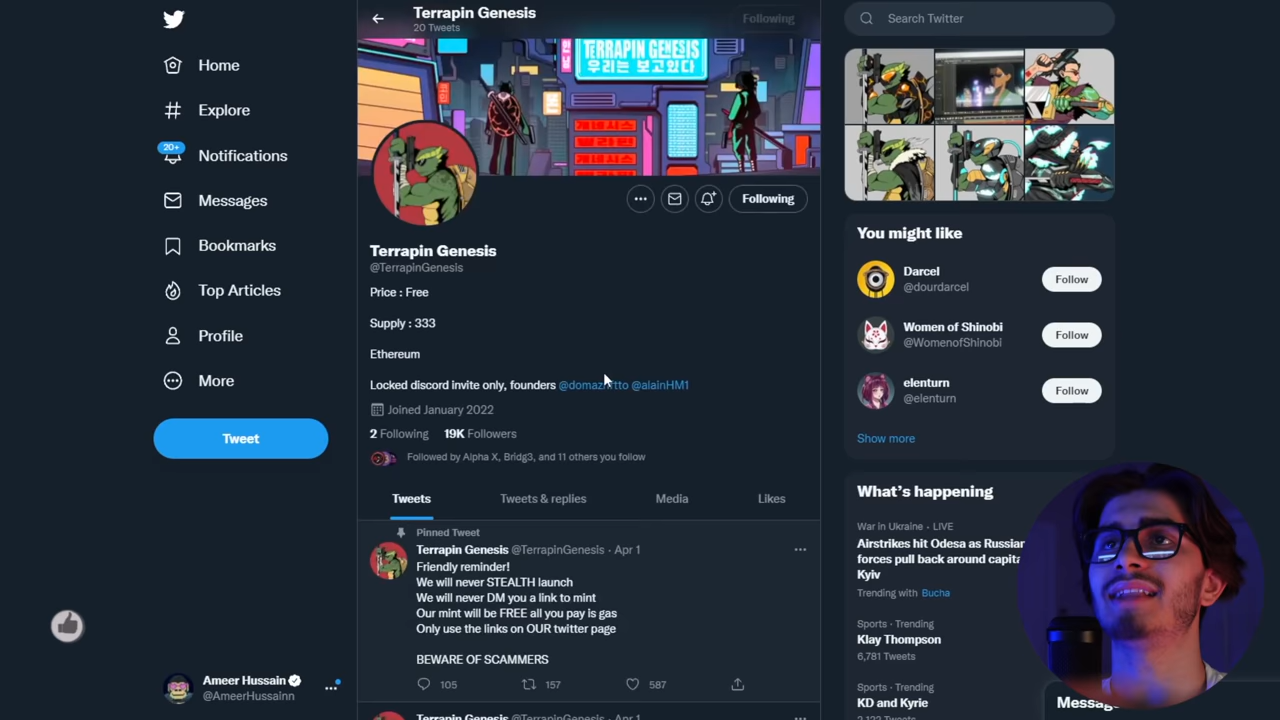 Terrapin Genesis
20 Tweets
Following
Search Twitter
Home
Explore
20+
Notifications
Messages
Bookmarks
Top Articles
Profile
More
Tweet
Ameer Hussain
@AmeerHussainn
TERRAPIN GENESIS
우리는 보고있다
Following
Terrapin Genesis
@TerrapinGenesis
Price : Free
Supply : 333
Ethereum
Locked discord invite only, founders @domaz @alainHM1
Joined January 2022
2 Following 19K Followers
Followed by Alpha X, Bridg3, and 11 others you follow
Tweets Tweets & replies Media Likes
Pinned Tweet
Terrapin Genesis @TerrapinGenesis · Apr 1
Friendly reminder!
We will never STEALTH launch
We will never DM you a link to mint
Our mint will be FREE all you pay is gas
Only use the links on OUR twitter page
BEWARE OF SCAMMERS
105 157 587
Terrapin Genesis @TerrapinGenesis · Apr 1
You might like
Darcel
@dourdarcel
Follow
Women of Shinobi
@WomenofShinobi
Follow
elenturn
@elenturn
Follow
Show more
What's happening
War in Ukraine · LIVE
Airstrikes hit Odesa as Russian
forces pull back around capita
Kyiv
Trending with Bucha
Sports · Trending
Klay Thompson
6,781 Tweets
Sports · Trending
KD and Kyrie
Tweets
Message